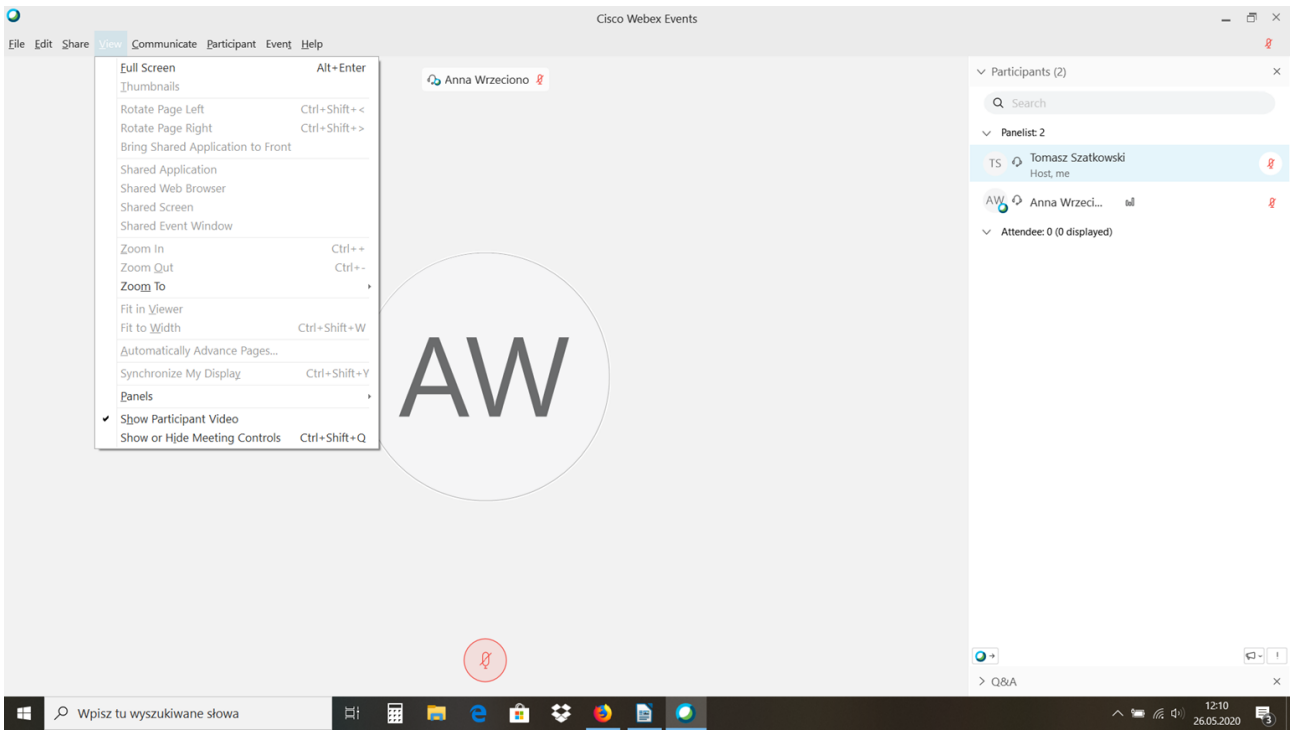 Cisco Webex Events
File Edit Share View Communicate Participant Event Help
Full Screen Alt+Enter
Thumbnails
Rotate Page Left Ctrl+Shift+<
Rotate Page Right Ctrl+Shift+>
Bring Shared Application to Front
Shared Application
Shared Web Browser
Shared Screen
Shared Event Window
Zoom In Ctrl++
Zoom Out Ctrl+-
Zoom To
Fit in Viewer
Fit to Width Ctrl+Shift+W
Automatically Advance Pages...
Synchronize My Display Ctrl+Shift+Y
Panels
Show Participant Video
Show or Hide Meeting Controls Ctrl+Shift+Q
Anna Wrzeciono
AW
Participants (2)
Search
Panelist: 2
TS Tomasz Szatkowski
Host, me
AW Anna Wrzeci...
Attendee: 0 (0 displayed)
Q&A
Wpisz tu wyszukiwane słowa
12:10
26.05.2020
3